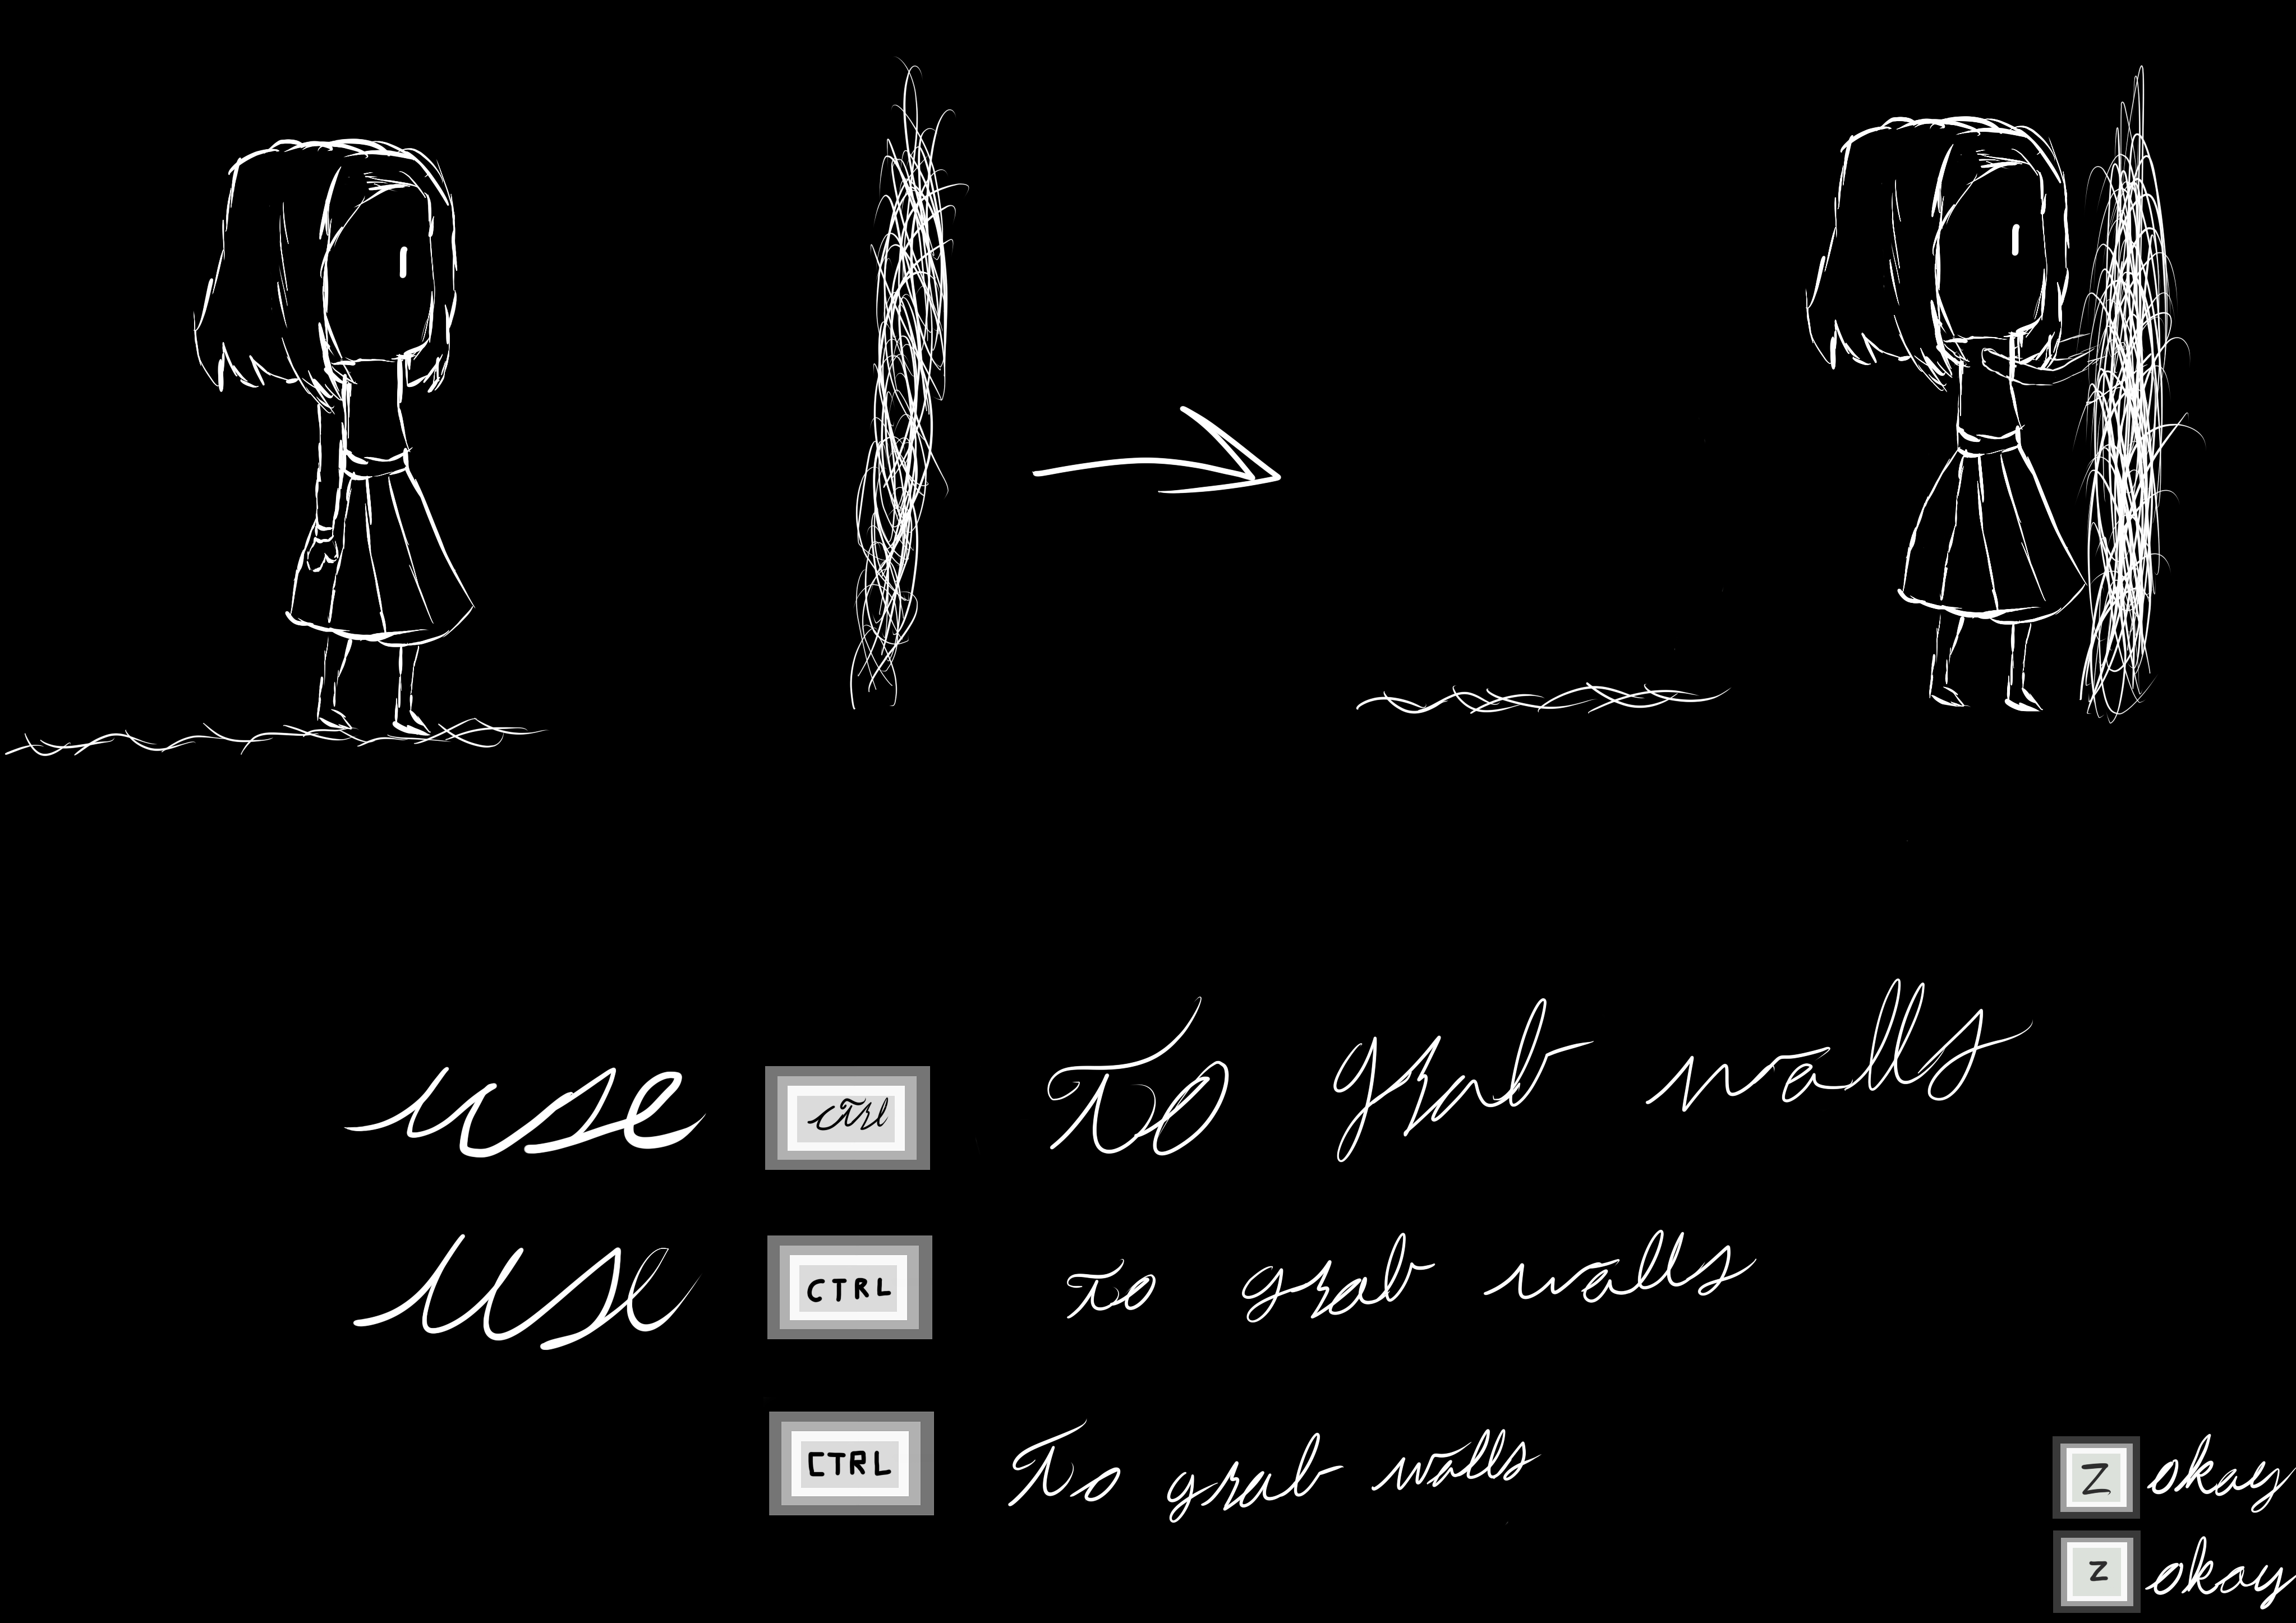 use ctrl To grab walls
use CTRL to grab walls
CTRL To grab walls
Z okay
z okay